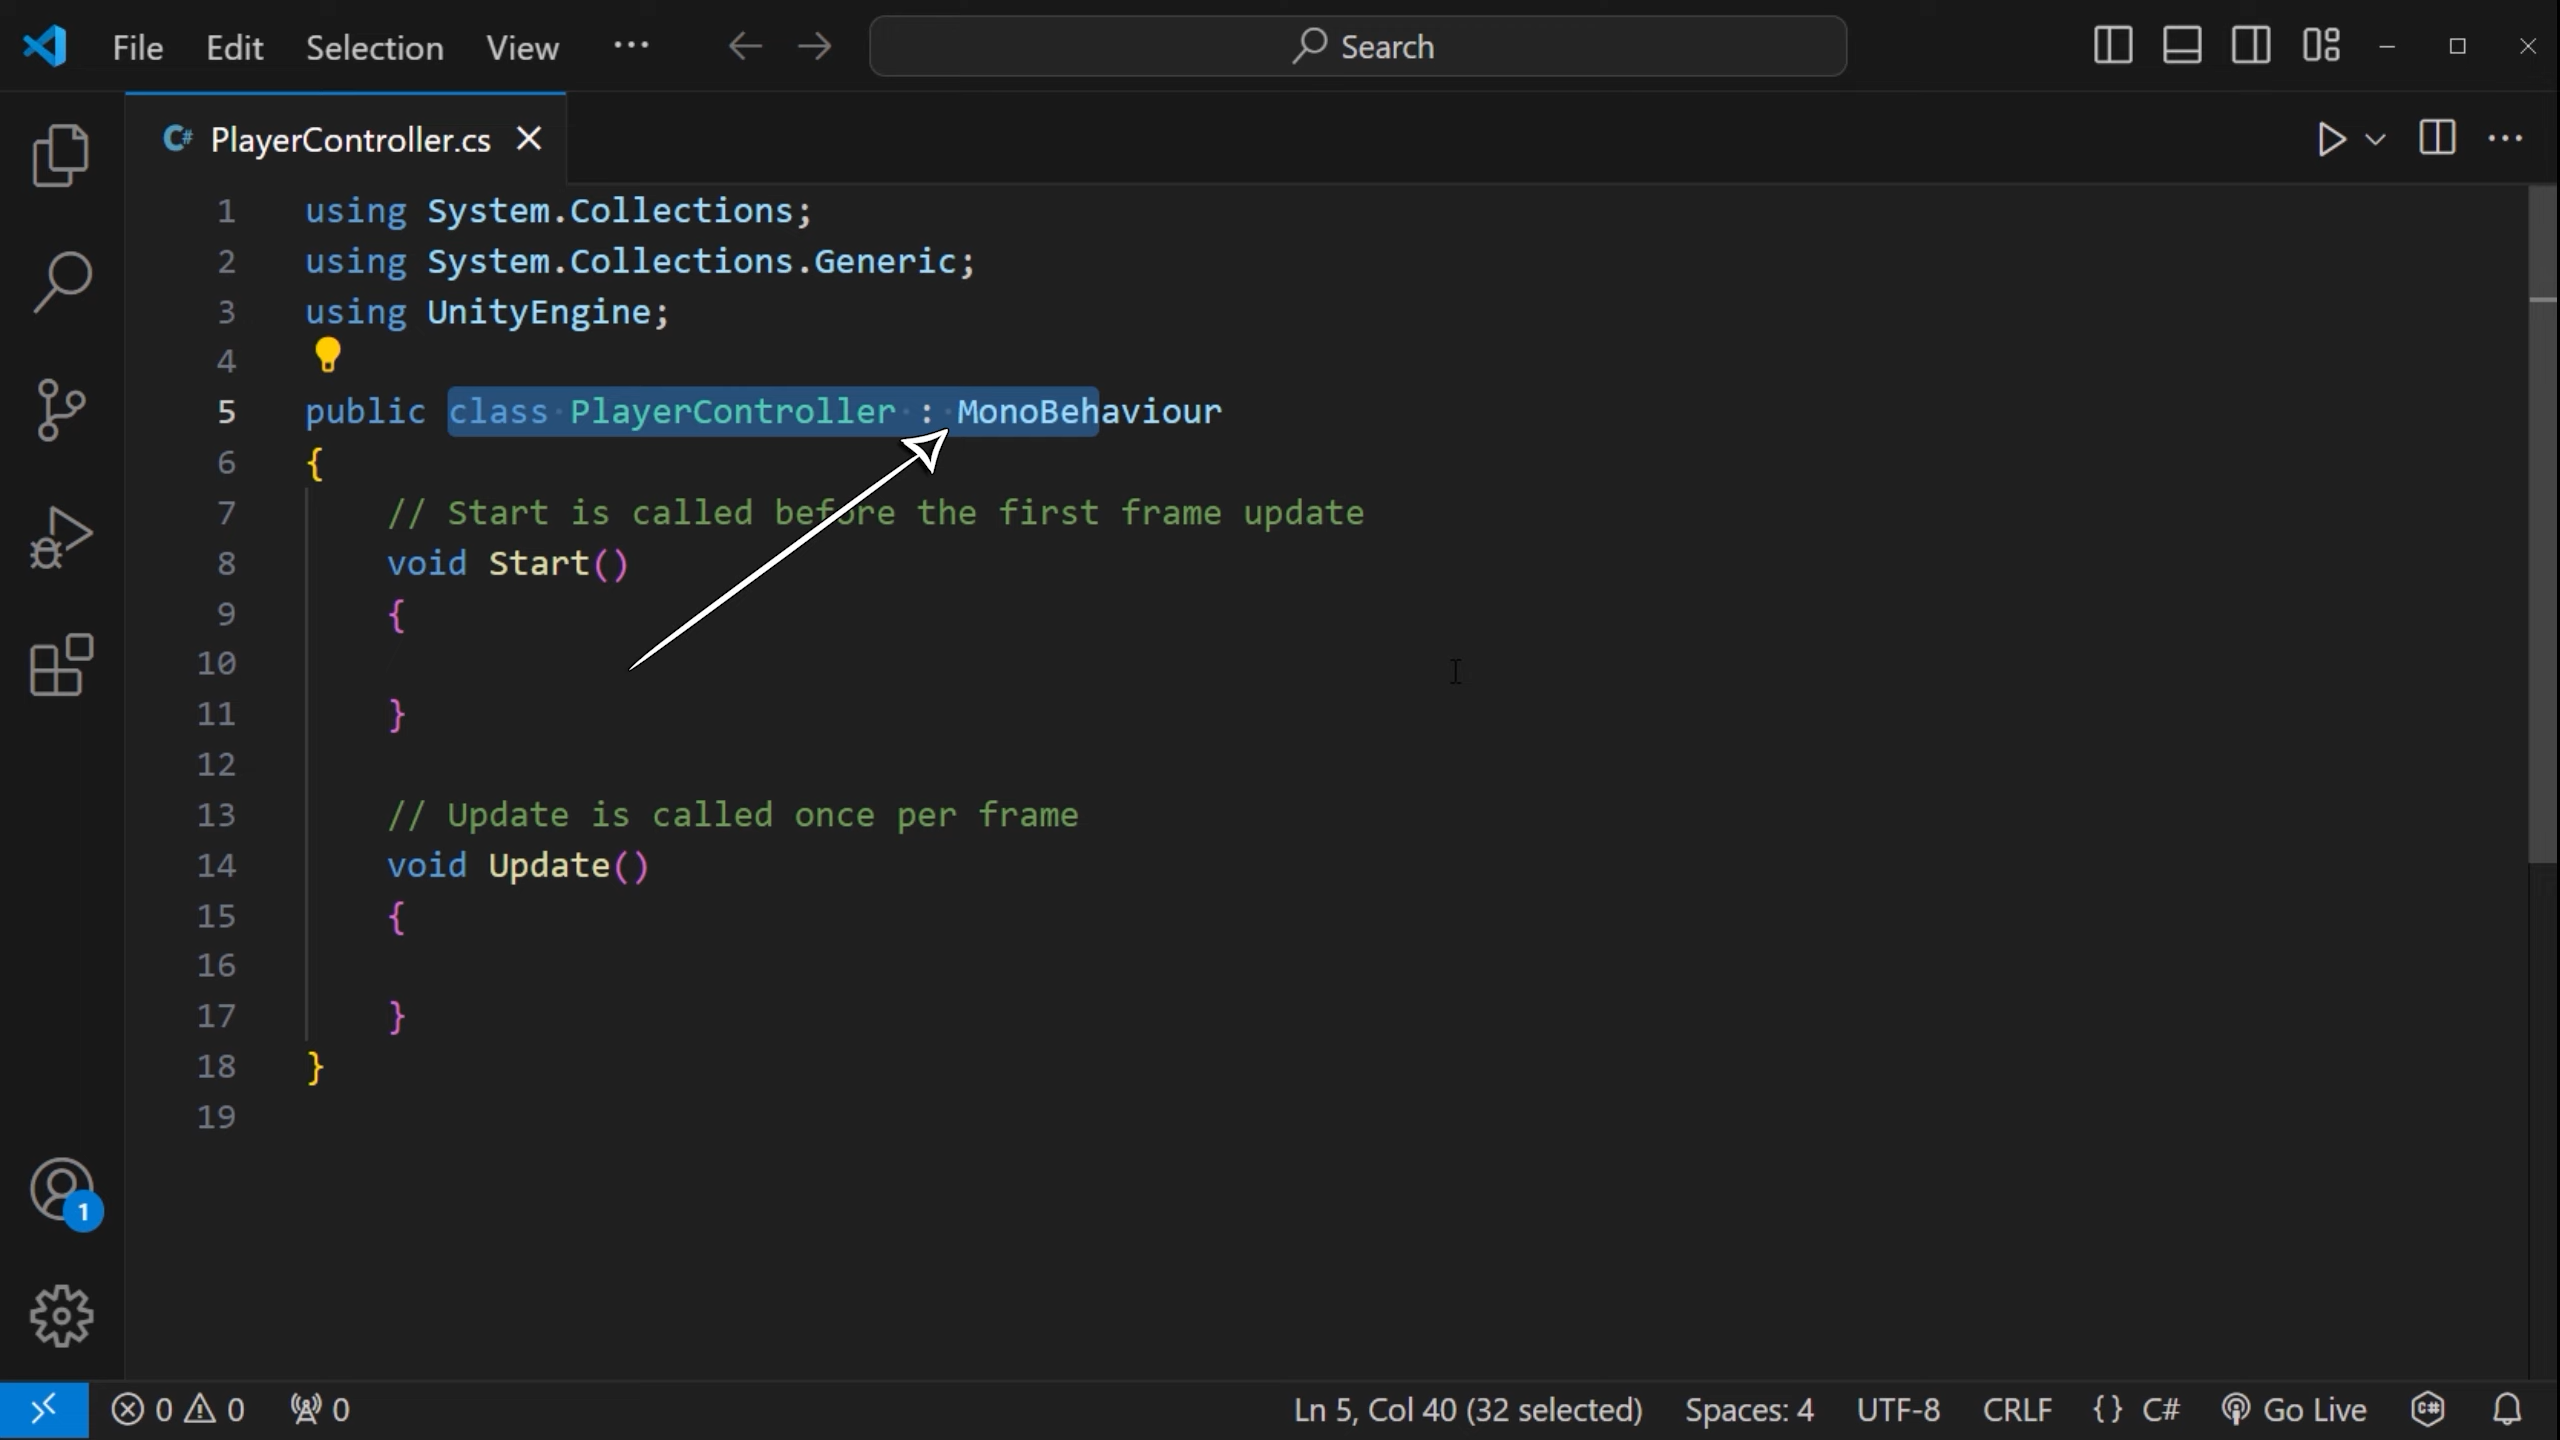 File Edit Selection View ··· Search
C# PlayerController.cs
1 using System.Collections;
2 using System.Collections.Generic;
3 using UnityEngine;
4
5 public class PlayerController : MonoBehaviour
6 {
7 // Start is called before the first frame update
8 void Start()
9 {
10
11 }
12
13 // Update is called once per frame
14 void Update()
15 {
16
17 }
18 }
19
1
0 0 0 Ln 5, Col 40 (32 selected) Spaces: 4 UTF-8 CRLF {} C# Go Live C#